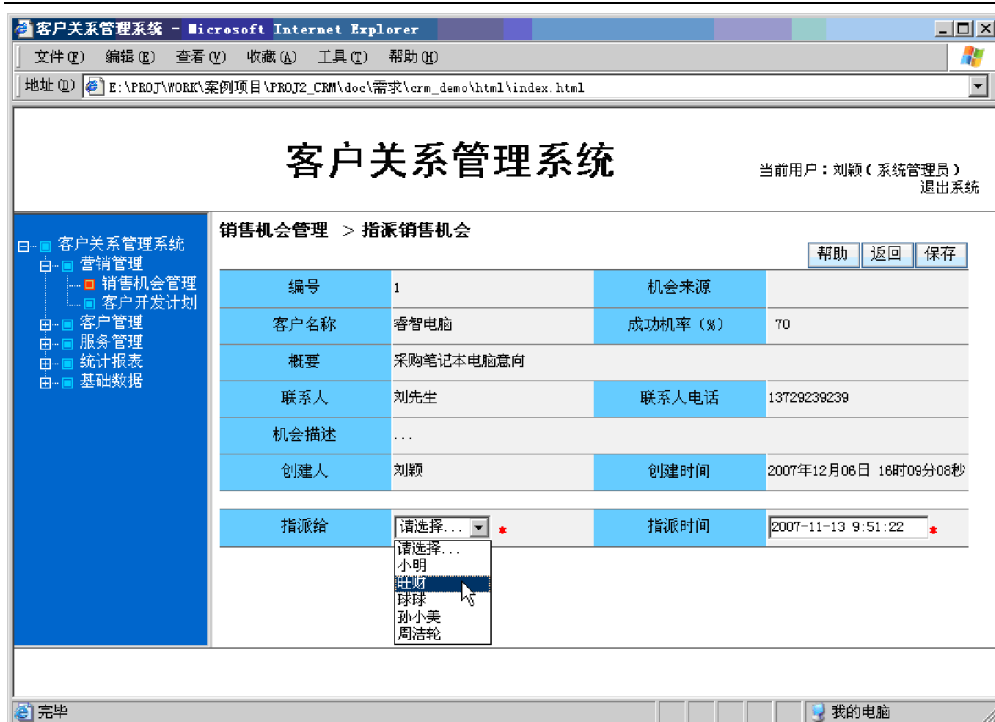 客户关系管理系统 - Microsoft Internet Explorer
文件(F) 编辑(E) 查看(V) 收藏(A) 工具(T) 帮助(H)
地址(D) E:\PROJ\WORK\案例项目\PROJ2_CRM\doc\需求\crm_demo\html\index.html
客户关系管理系统
当前用户：刘颖(系统管理员)
退出系统
客户关系管理系统
营销管理
销售机会管理
客户开发计划
客户管理
服务管理
统计报表
基础数据
销售机会管理 > 指派销售机会
帮助 返回 保存
编号 1 机会来源
客户名称 睿智电脑 成功机率（%） 70
概要 采购笔记本电脑意向
联系人 刘先生 联系人电话 13729239239
机会描述 ...
创建人 刘颖 创建时间 2007年12月06日 16时09分08秒
指派给 请选择... * 指派时间 2007-11-13 9:51:22 *
请选择...
小明
旺财
球球
孙小美
周洁轮
完毕 我的电脑